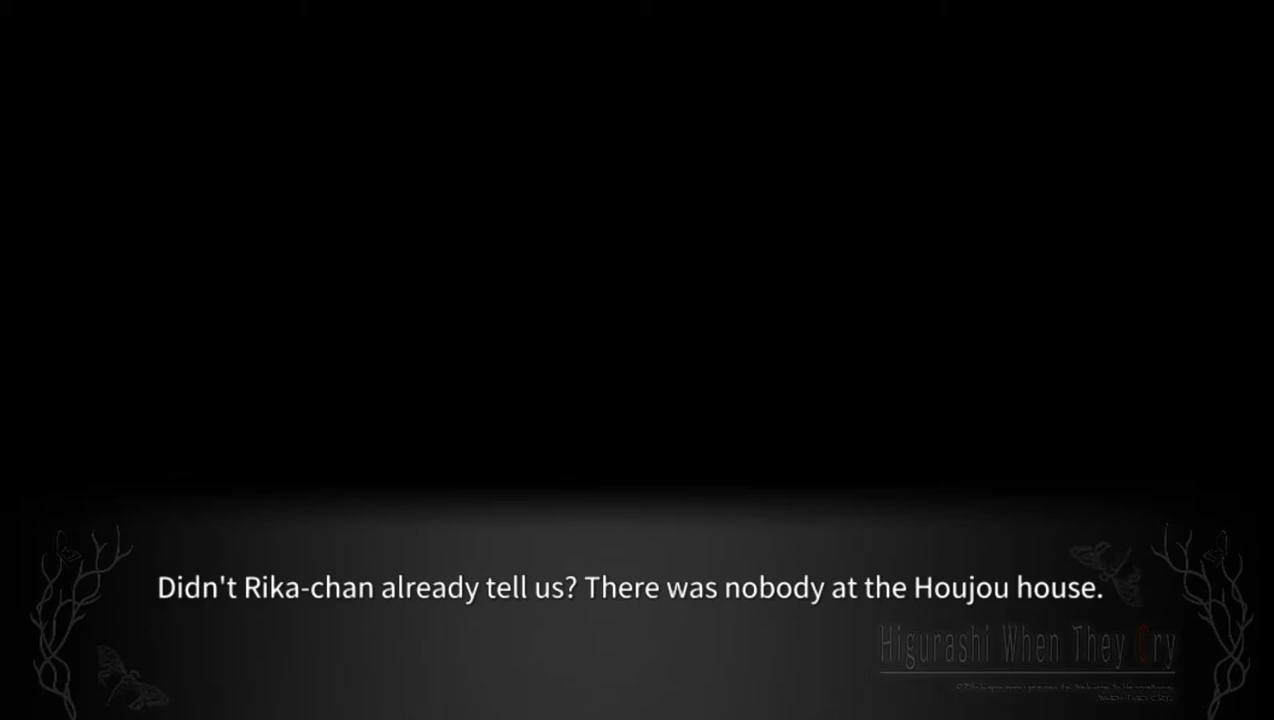 Didn't Rika-chan already tell us? There was nobody at the Houjou house.
Higurashi When They Cry